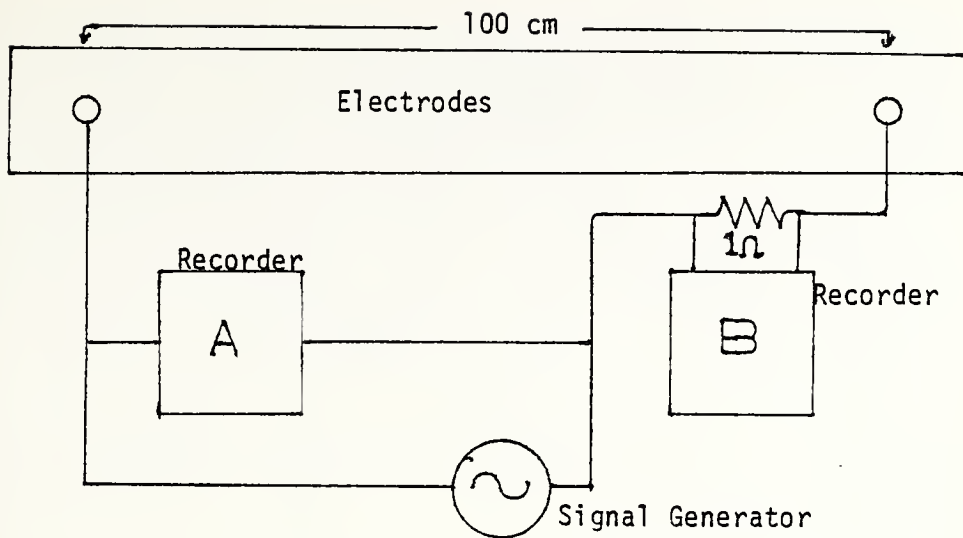 100 cm
Electrodes
1Ω
Recorder
Recorder
A
B
Signal Generator